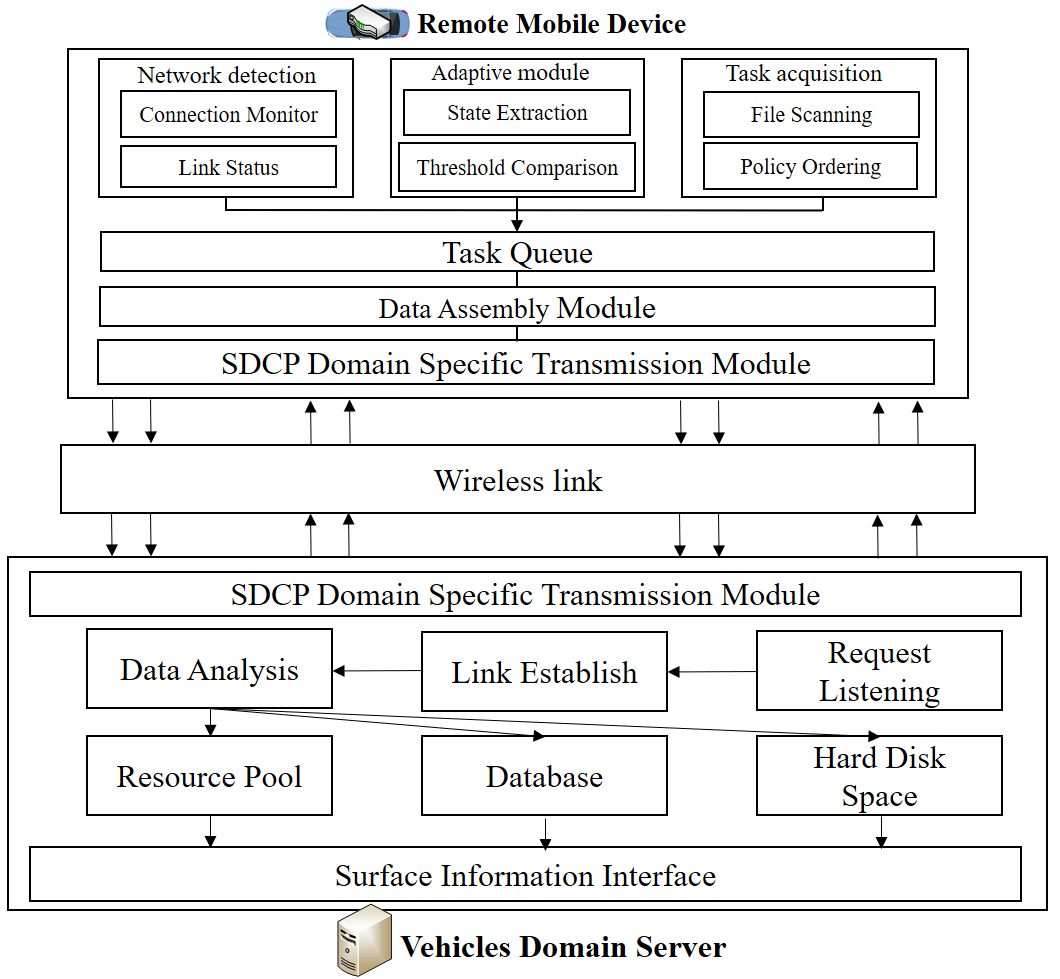 Remote Mobile Device
Network detection
Connection Monitor
Link Status
Adaptive module
State Extraction
Threshold Comparison
Task acquisition
File Scanning
Policy Ordering
Task Queue
Data Assembly Module
SDCP Domain Specific Transmission Module
Wireless link
SDCP Domain Specific Transmission Module
Data Analysis
Link Establish
Request
Listening
Resource Pool
Database
Hard Disk
Space
Surface Information Interface
Vehicles Domain Server